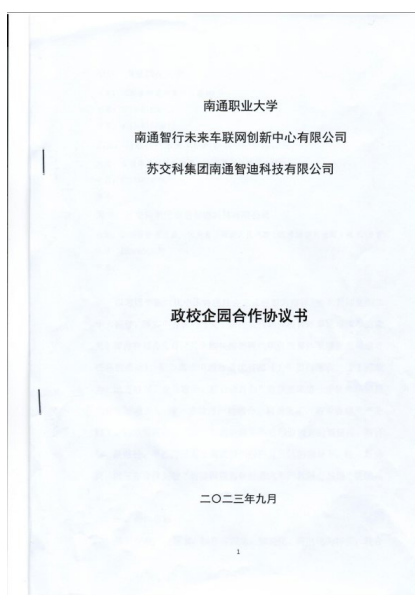 南通职业大学
南通智行未来车联网创新中心有限公司
苏交科集团南通智迪科技有限公司
政校企园合作协议书
二〇二三年九月
1